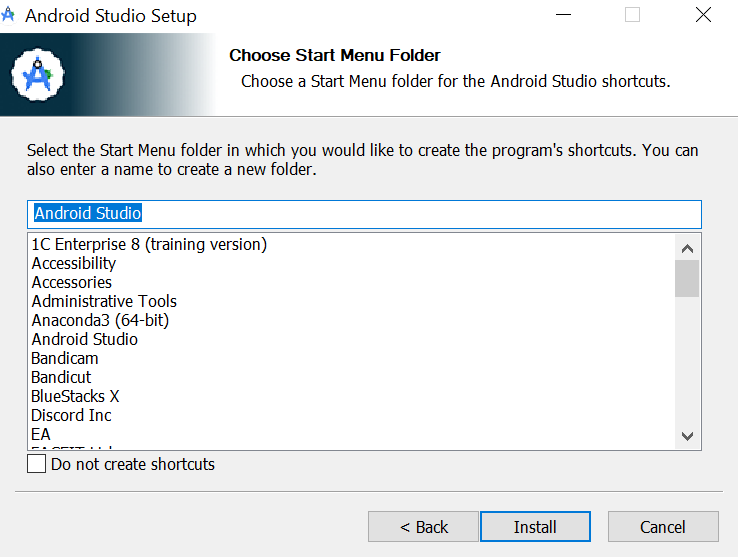 Android Studio Setup
Choose Start Menu Folder
Choose a Start Menu folder for the Android Studio shortcuts.
Select the Start Menu folder in which you would like to create the program's shortcuts. You can
also enter a name to create a new folder.
Android Studio
1C Enterprise 8 (training version)
Accessibility
Accessories
Administrative Tools
Anaconda3 (64-bit)
Android Studio
Bandicam
Bandicut
BlueStacks X
Discord Inc
EA
Do not create shortcuts
< Back
Install
Cancel